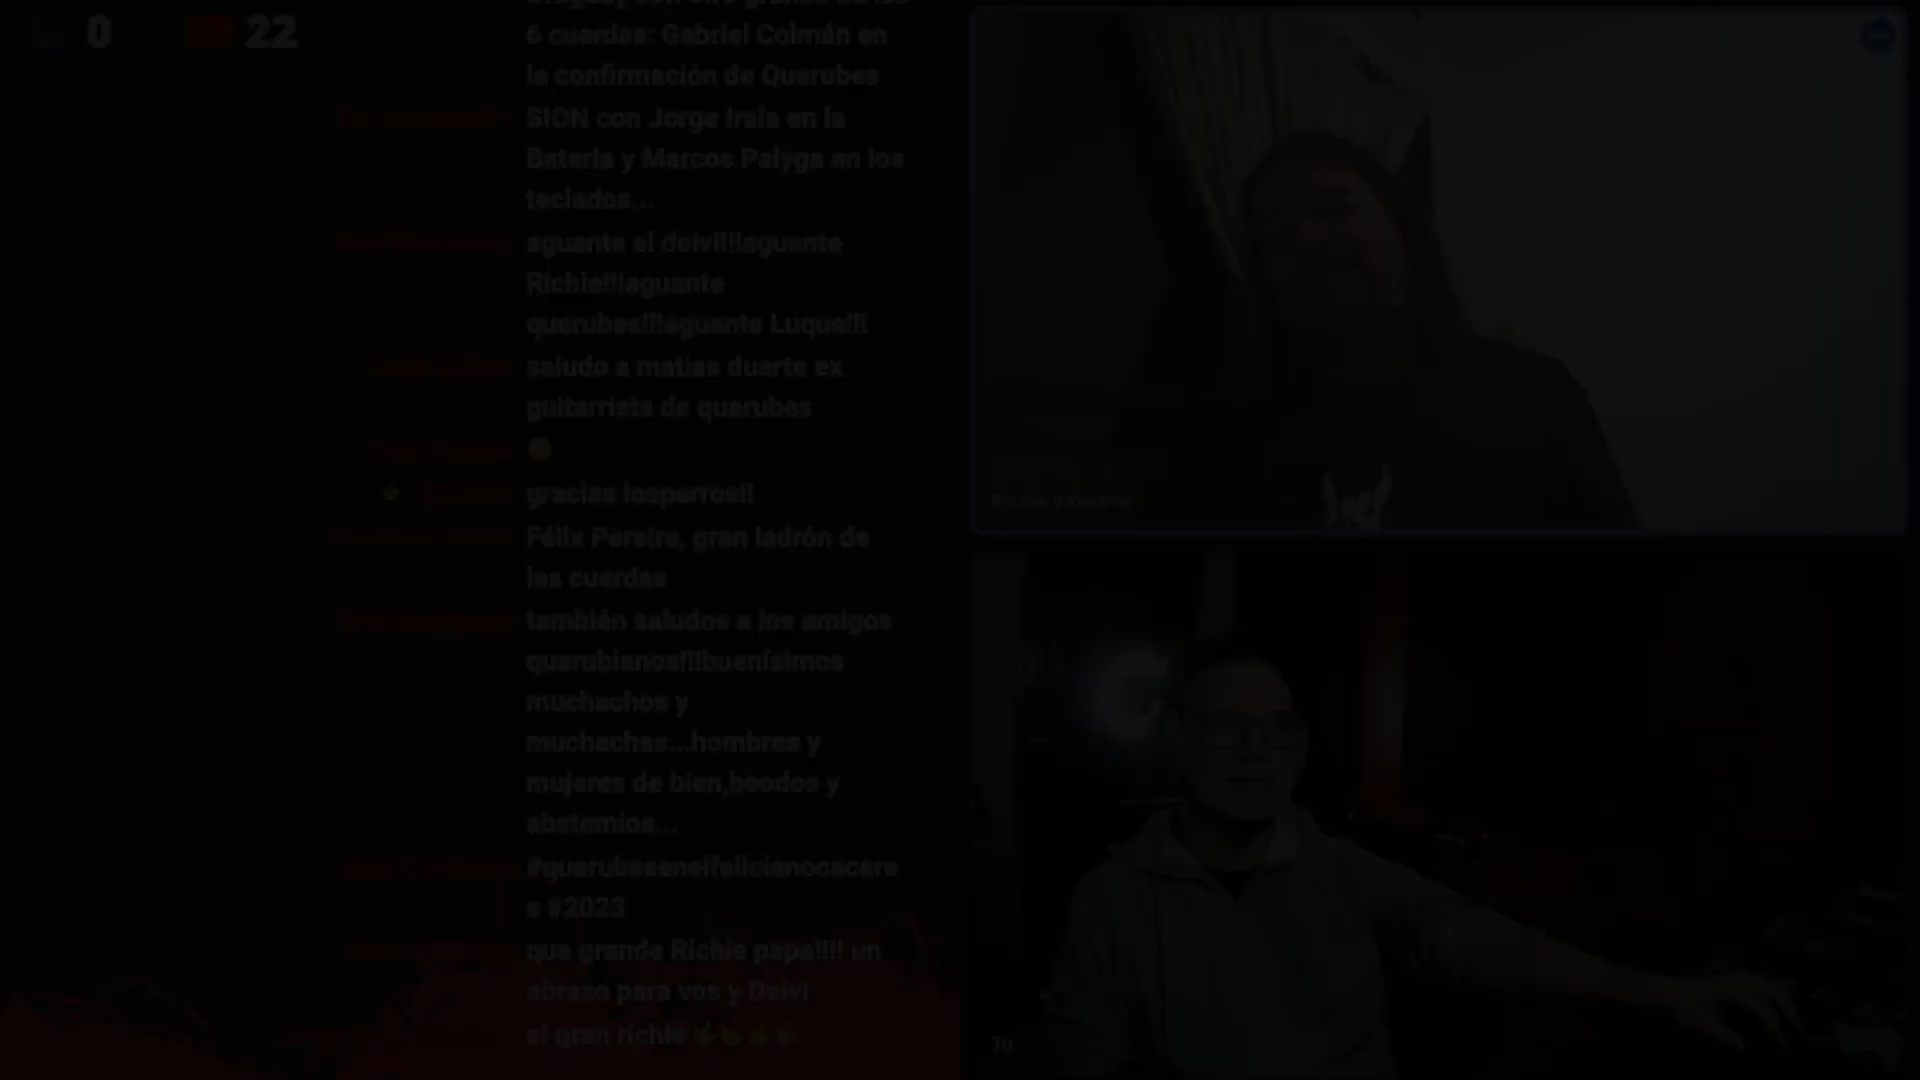 0
22
6 cuerdas: Gabriel Colmán en
la confirmación de Querubes
SION con Jorge Irala en la
Bateria y Marcos Palyga en los
teclados...
aguante el deivi!!!aguante
Richie!!!aguante
querubes!!!aguante Luque!!!
saludo a matias duarte ex
guitarrista de querubes
gracias losperros!!
Félix Pereira, gran ladrón de
las cuerdas
también saludos a los amigos
querubianos!!!buenísimos
muchachos y
muchachas...hombres y
mujeres de bien,beodos y
abstemios...
#querubesenelfelicianocacere
s #2023
que grande Richie papa!!!! un
abrazo para vos y Deivi
el gran richie
Tú